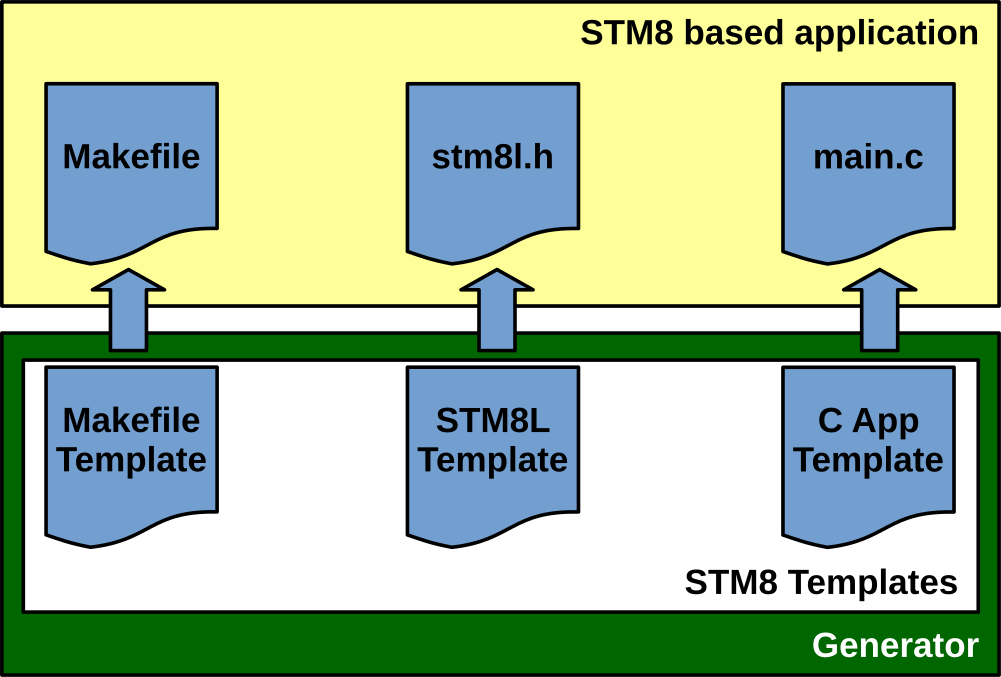 STM8 based application
Makefile
stm8l.h
main.c
Makefile
Template
STM8L
Template
C App
Template
STM8 Templates
Generator